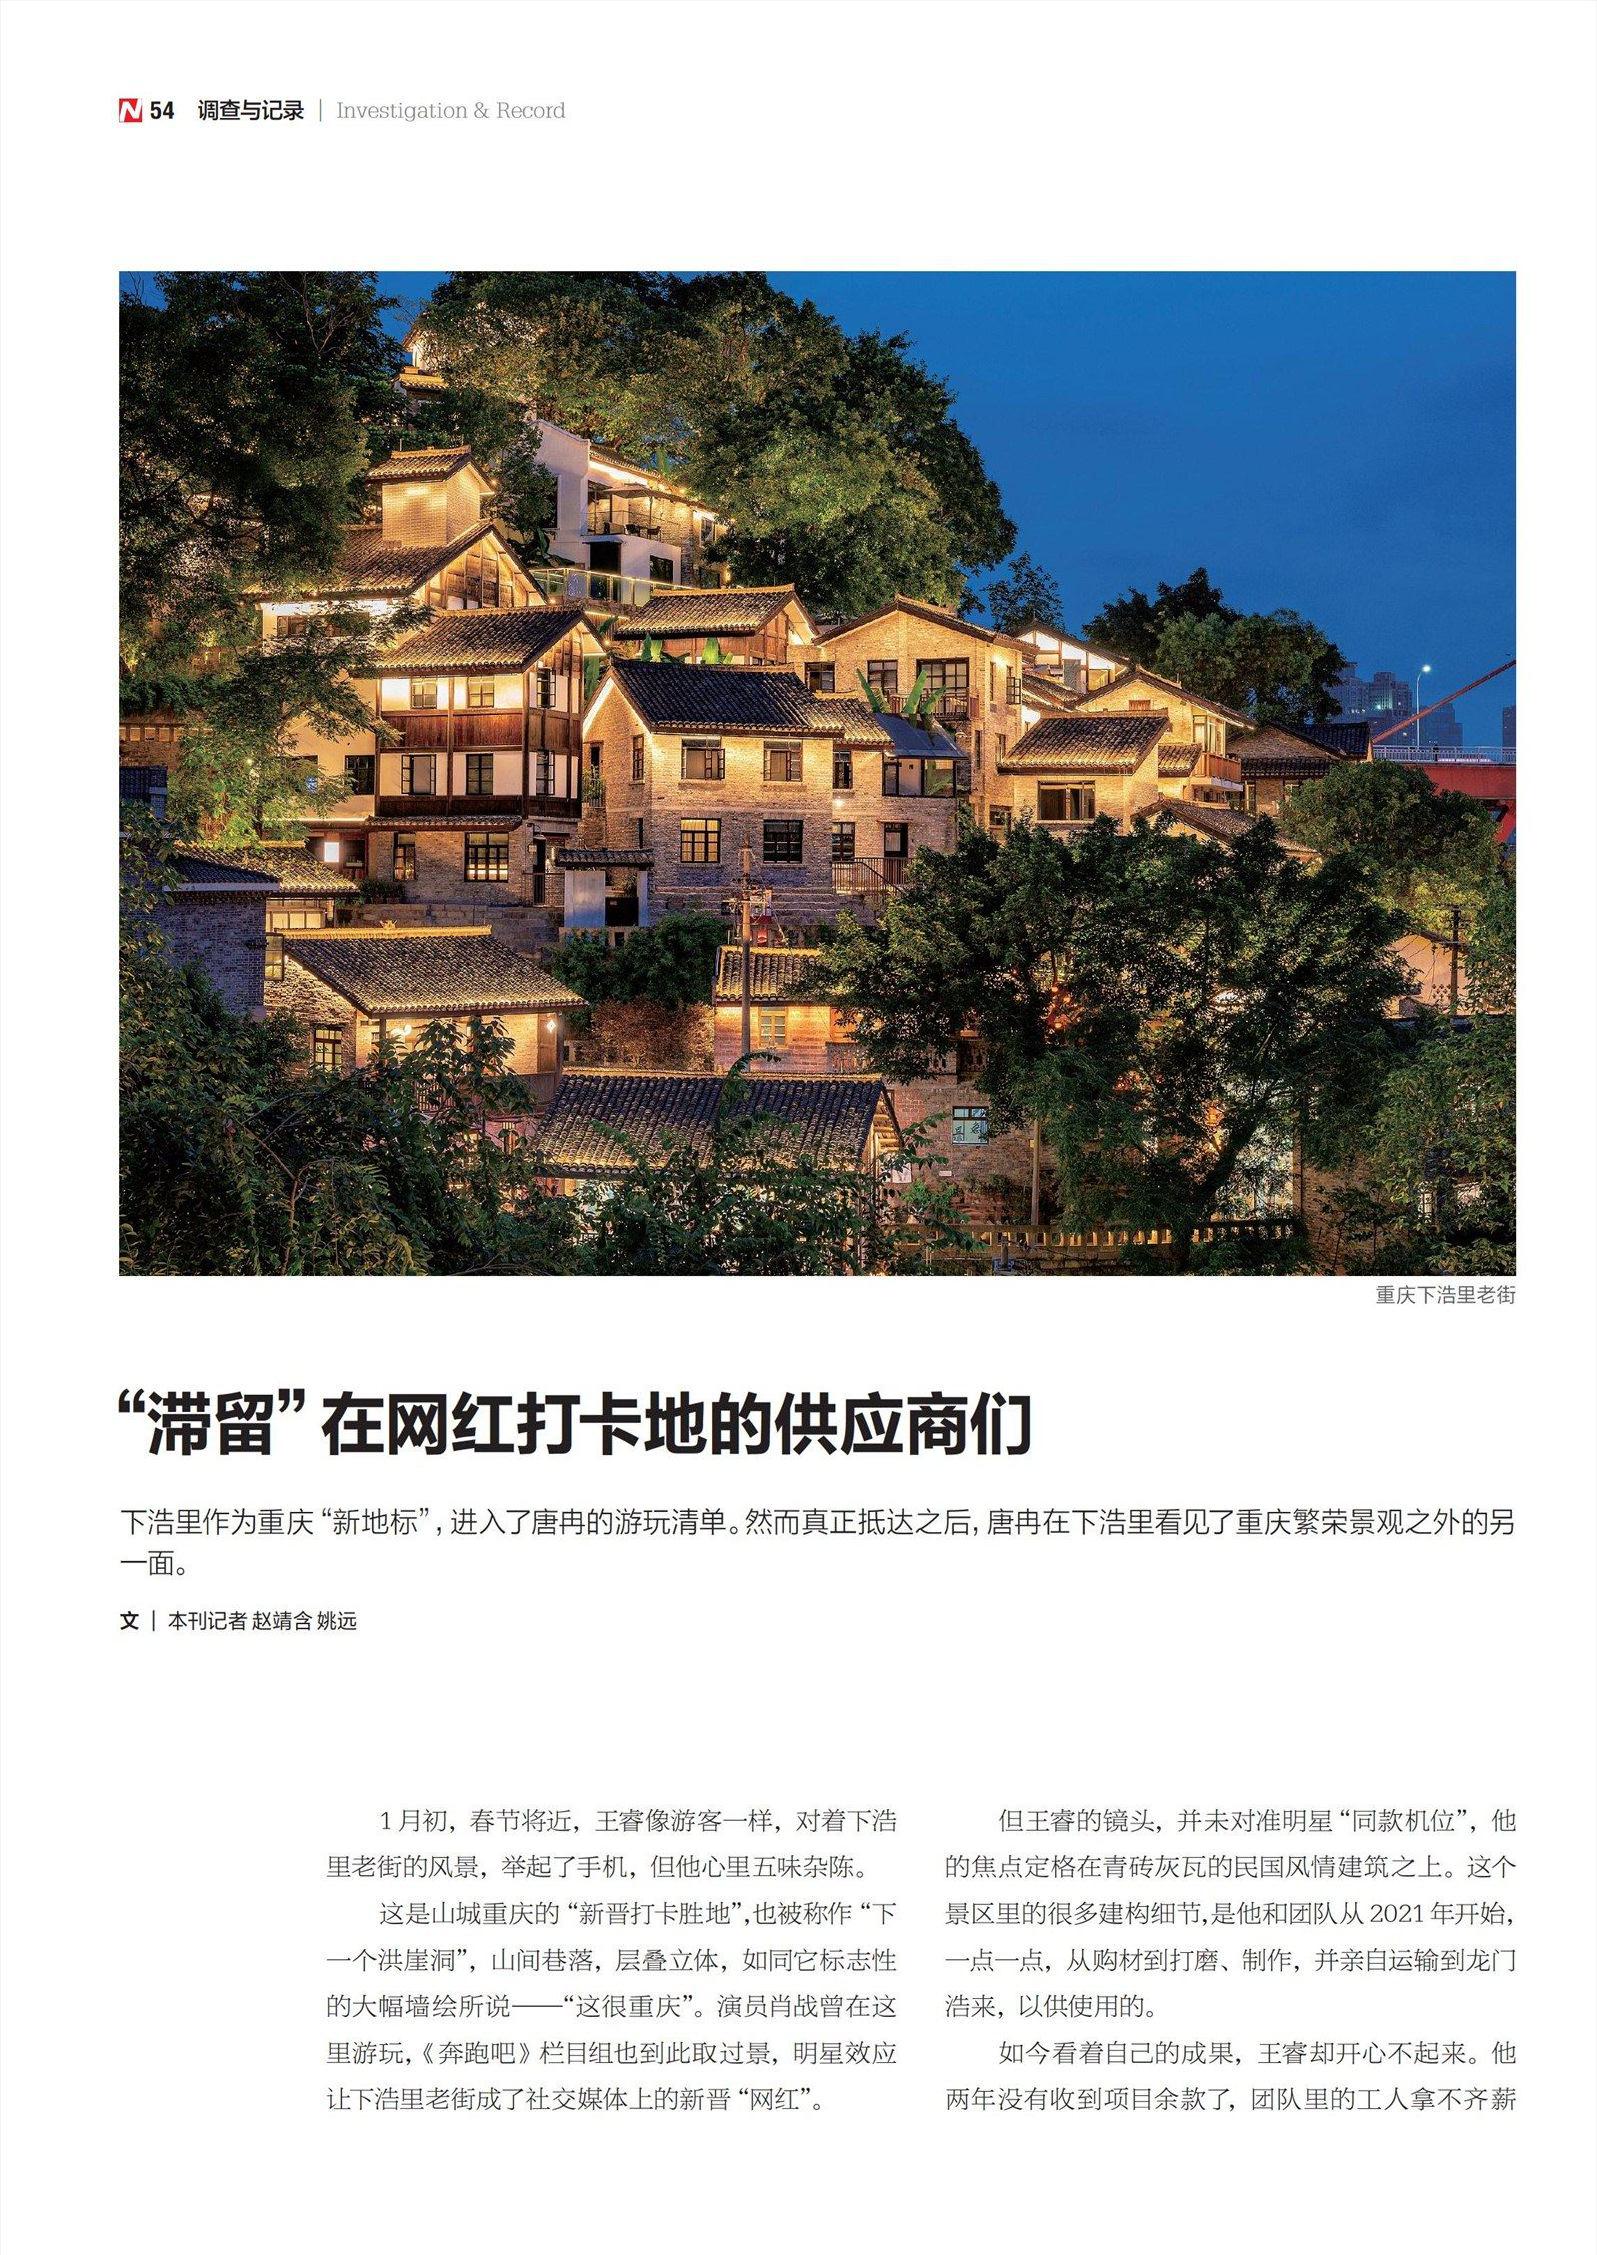 N 54 调查与记录 | Investigation & Record
重庆下浩里老街
“滞留”在网红打卡地的供应商们
下浩里作为重庆“新地标”，进入了唐冉的游玩清单。然而真正抵达之后，唐冉在下浩里看见了重庆繁荣景观之外的另
一面。
文 | 本刊记者 赵靖含 姚远
1 月初，春节将近，王睿像游客一样，对着下浩
里老街的风景，举起了手机，但他心里五味杂陈。
这是山城重庆的“新晋打卡胜地”，也被称作“下
一个洪崖洞”，山间巷落，层叠立体，如同它标志性
的大幅墙绘所说——“这很重庆”。演员肖战曾在这
里游玩，《奔跑吧》栏目组也到此取过景，明星效应
让下浩里老街成了社交媒体上的新晋“网红”。
但王睿的镜头，并未对准明星“同款机位”，他
的焦点定格在青砖灰瓦的民国风情建筑之上。这个
景区里的很多建构细节，是他和团队从 2021 年开始，
一点一点，从购材到打磨、制作，并亲自运输到龙门
浩来，以供使用的。
如今看着自己的成果，王睿却开心不起来。他
两年没有收到项目余款了，团队里的工人拿不齐薪